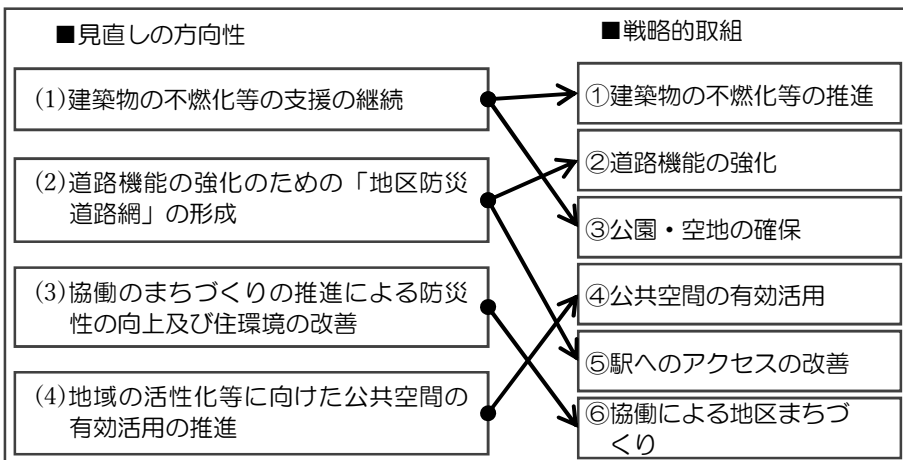 ■見直しの方向性
(1)建築物の不燃化等の支援の継続
(2)道路機能の強化のための「地区防災
道路網」の形成
(3)協働のまちづくりの推進による防災
性の向上及び住環境の改善
(4)地域の活性化等に向けた公共空間の
有効活用の推進
■戦略的取組
①建築物の不燃化等の推進
②道路機能の強化
③公園・空地の確保
④公共空間の有効活用
⑤駅へのアクセスの改善
⑥協働による地区まちづ
くり